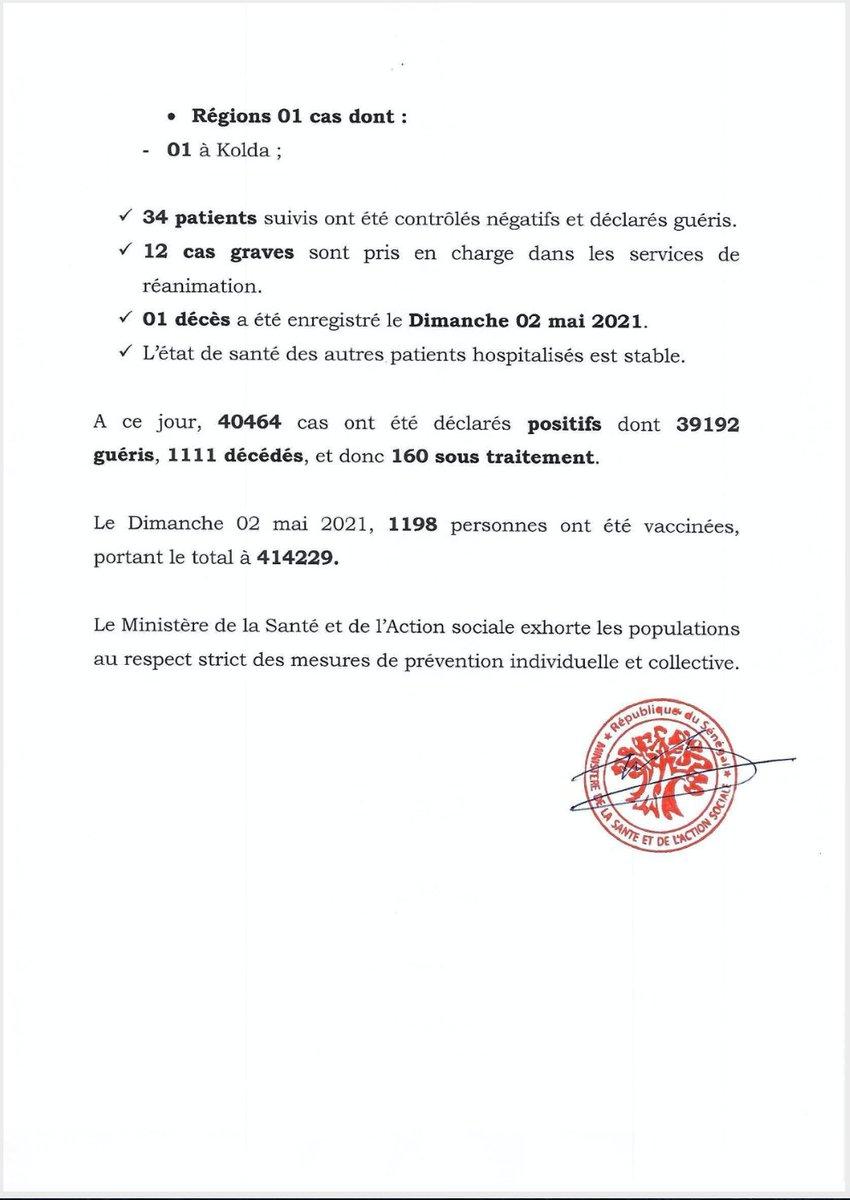 • Régions 01 cas dont :
- 01 à Kolda ;
✓ 34 patients suivis ont été contrôlés négatifs et déclarés guéris.
✓ 12 cas graves sont pris en charge dans les services de
réanimation.
✓ 01 décès a été enregistré le Dimanche 02 mai 2021.
✓ L'état de santé des autres patients hospitalisés est stable.
A ce jour, 40464 cas ont été déclarés positifs dont 39192
guéris, 1111 décédés, et donc 160 sous traitement.
Le Dimanche 02 mai 2021, 1198 personnes ont été vaccinées,
portant le total à 414229.
Le Ministère de la Santé et de l'Action sociale exhorte les populations
au respect strict des mesures de prévention individuelle et collective.
★ République du Sénégal ★
MINISTERE DE LA SANTE ET DE L'ACTION SOCIALE